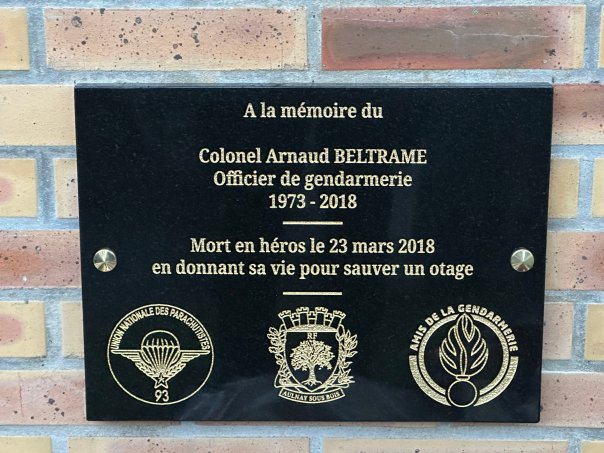 A la mémoire du
Colonel Arnaud BELTRAME
Officier de gendarmerie
1973 - 2018
Mort en héros le 23 mars 2018
en donnant sa vie pour sauver un otage
UNION NATIONALE DES PARACHUTISTES
93
RF
AULNAY SOUS BOIS
AMIS DE LA GENDARMERIE